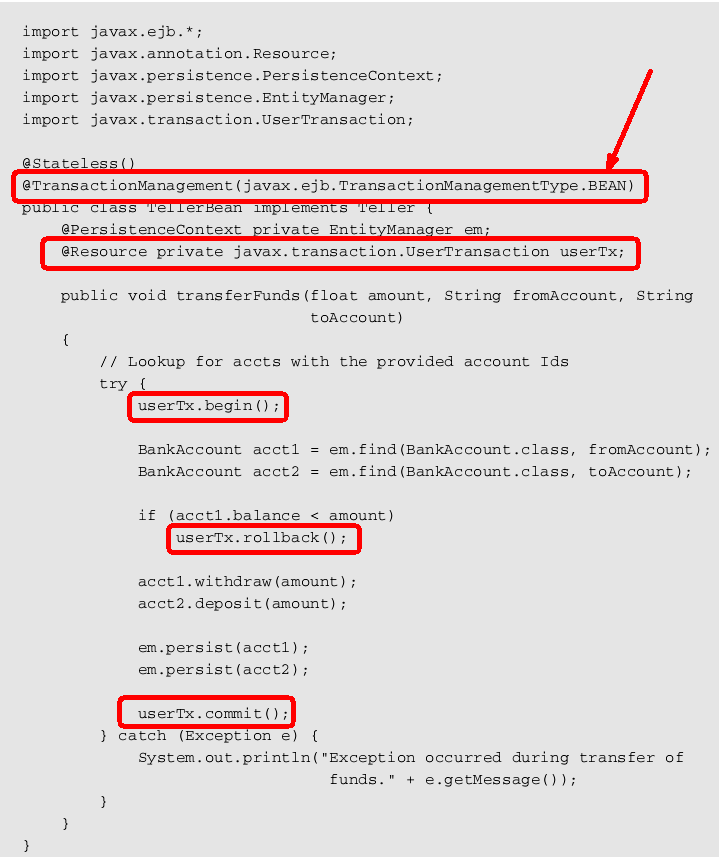 import javax.ejb.*;
import javax.annotation.Resource;
import javax.persistence.PersistenceContext;
import javax.persistence.EntityManager;
import javax.transaction.UserTransaction;
@Stateless()
@TransactionManagement(javax.ejb.TransactionManagementType.BEAN)
public class TellerBean implements Teller {
@PersistenceContext private EntityManager em;
@Resource private javax.transaction.UserTransaction userTx;
public void transferFunds(float amount, String fromAccount, String
toAccount)
{
// Lookup for accts with the provided account Ids
try {
userTx.begin();
BankAccount acct1 = em.find(BankAccount.class, fromAccount);
BankAccount acct2 = em.find(BankAccount.class, toAccount);
if (acct1.balance < amount)
userTx.rollback();
acct1.withdraw(amount);
acct2.deposit(amount);
em.persist(acct1);
em.persist(acct2);
userTx.commit();
} catch (Exception e) {
System.out.println("Exception occurred during transfer of
funds." + e.getMessage());
}
}
}